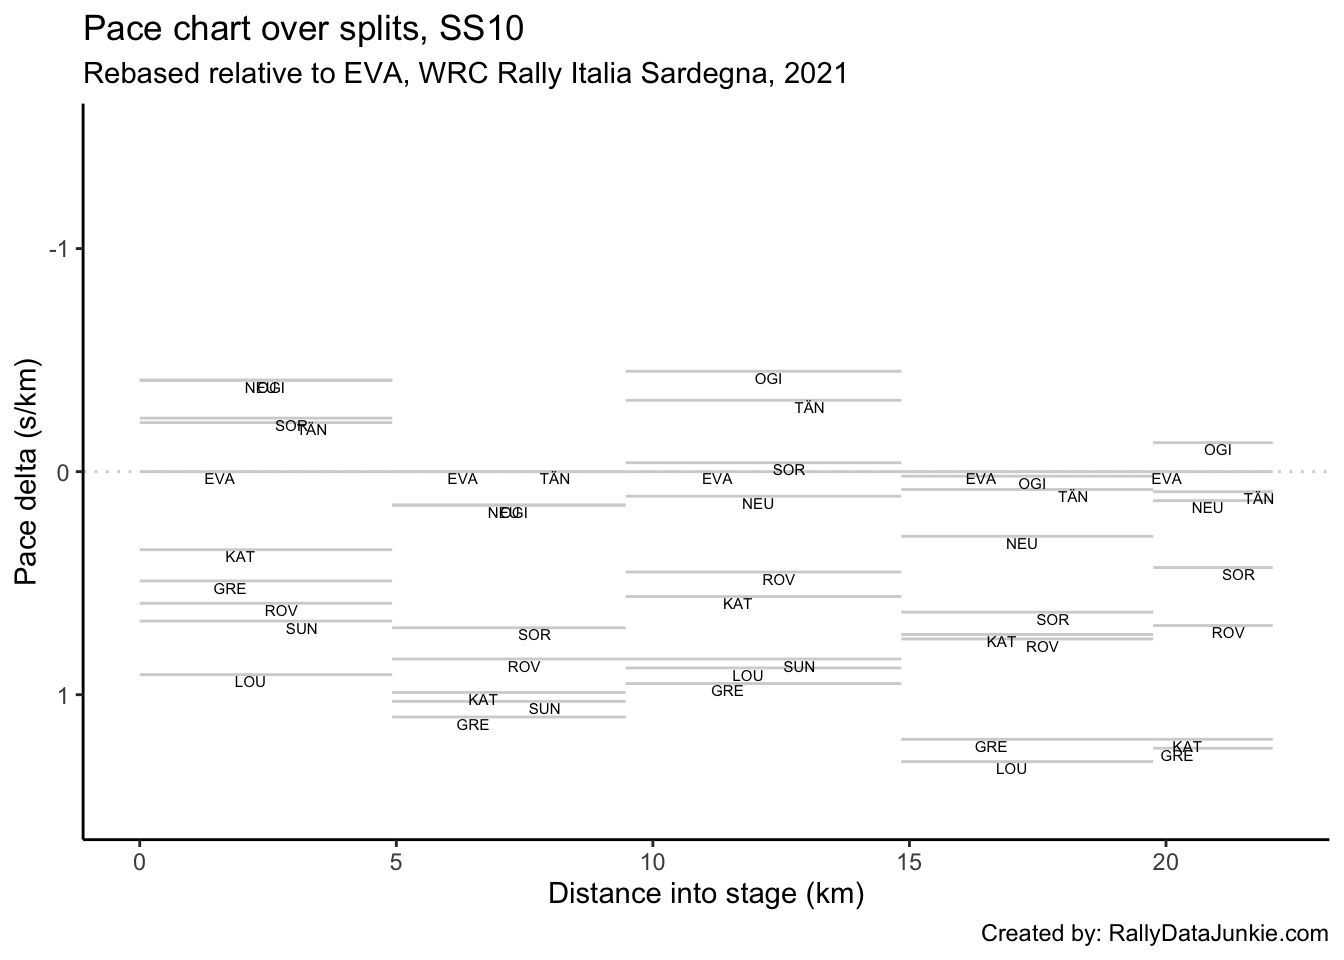 Pace chart over splits, SS10
Rebased relative to EVA, WRC Rally Italia Sardegna, 2021
Pace delta (s/km)
-1
0
1
NEU OGI
SOR TÄN
EVA
KAT
GRE
ROV
SUN
LOU
EVA TÄN
NEU OGI
SOR
ROV
KAT
SUN
GRE
OGI
TÄN
SOR
EVA
NEU
ROV
KAT
SUN
LOU
GRE
EVA
OGI
TÄN
NEU
SOR
KAT
ROV
GRE
LOU
OGI
EVA
TÄN
NEU
SOR
ROV
KAT
GRE
0 5 10 15 20
Distance into stage (km)
Created by: RallyDataJunkie.com